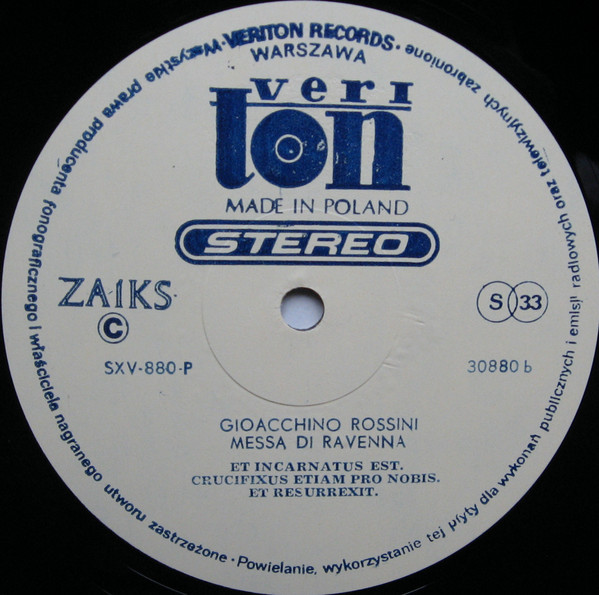 • VERITON RECORDS •
WARSZAWA
veri
ton
MADE IN POLAND
STEREO
ZAIKS
©
S 33
SXV-880-P
30880 b
GIOACCHINO ROSSINI
MESSA DI RAVENNA
ET INCARNATUS EST.
CRUCIFIXUS ETIAM PRO NOBIS.
ET RESURREXIT.
Wszystkie prawa producenta fonograficznego i właściciela nagranego utworu zastrzeżone • Powielanie, wykorzystanie tej płyty dla wykonań publicznych i emisji radiowych oraz telewizyjnych zabronione